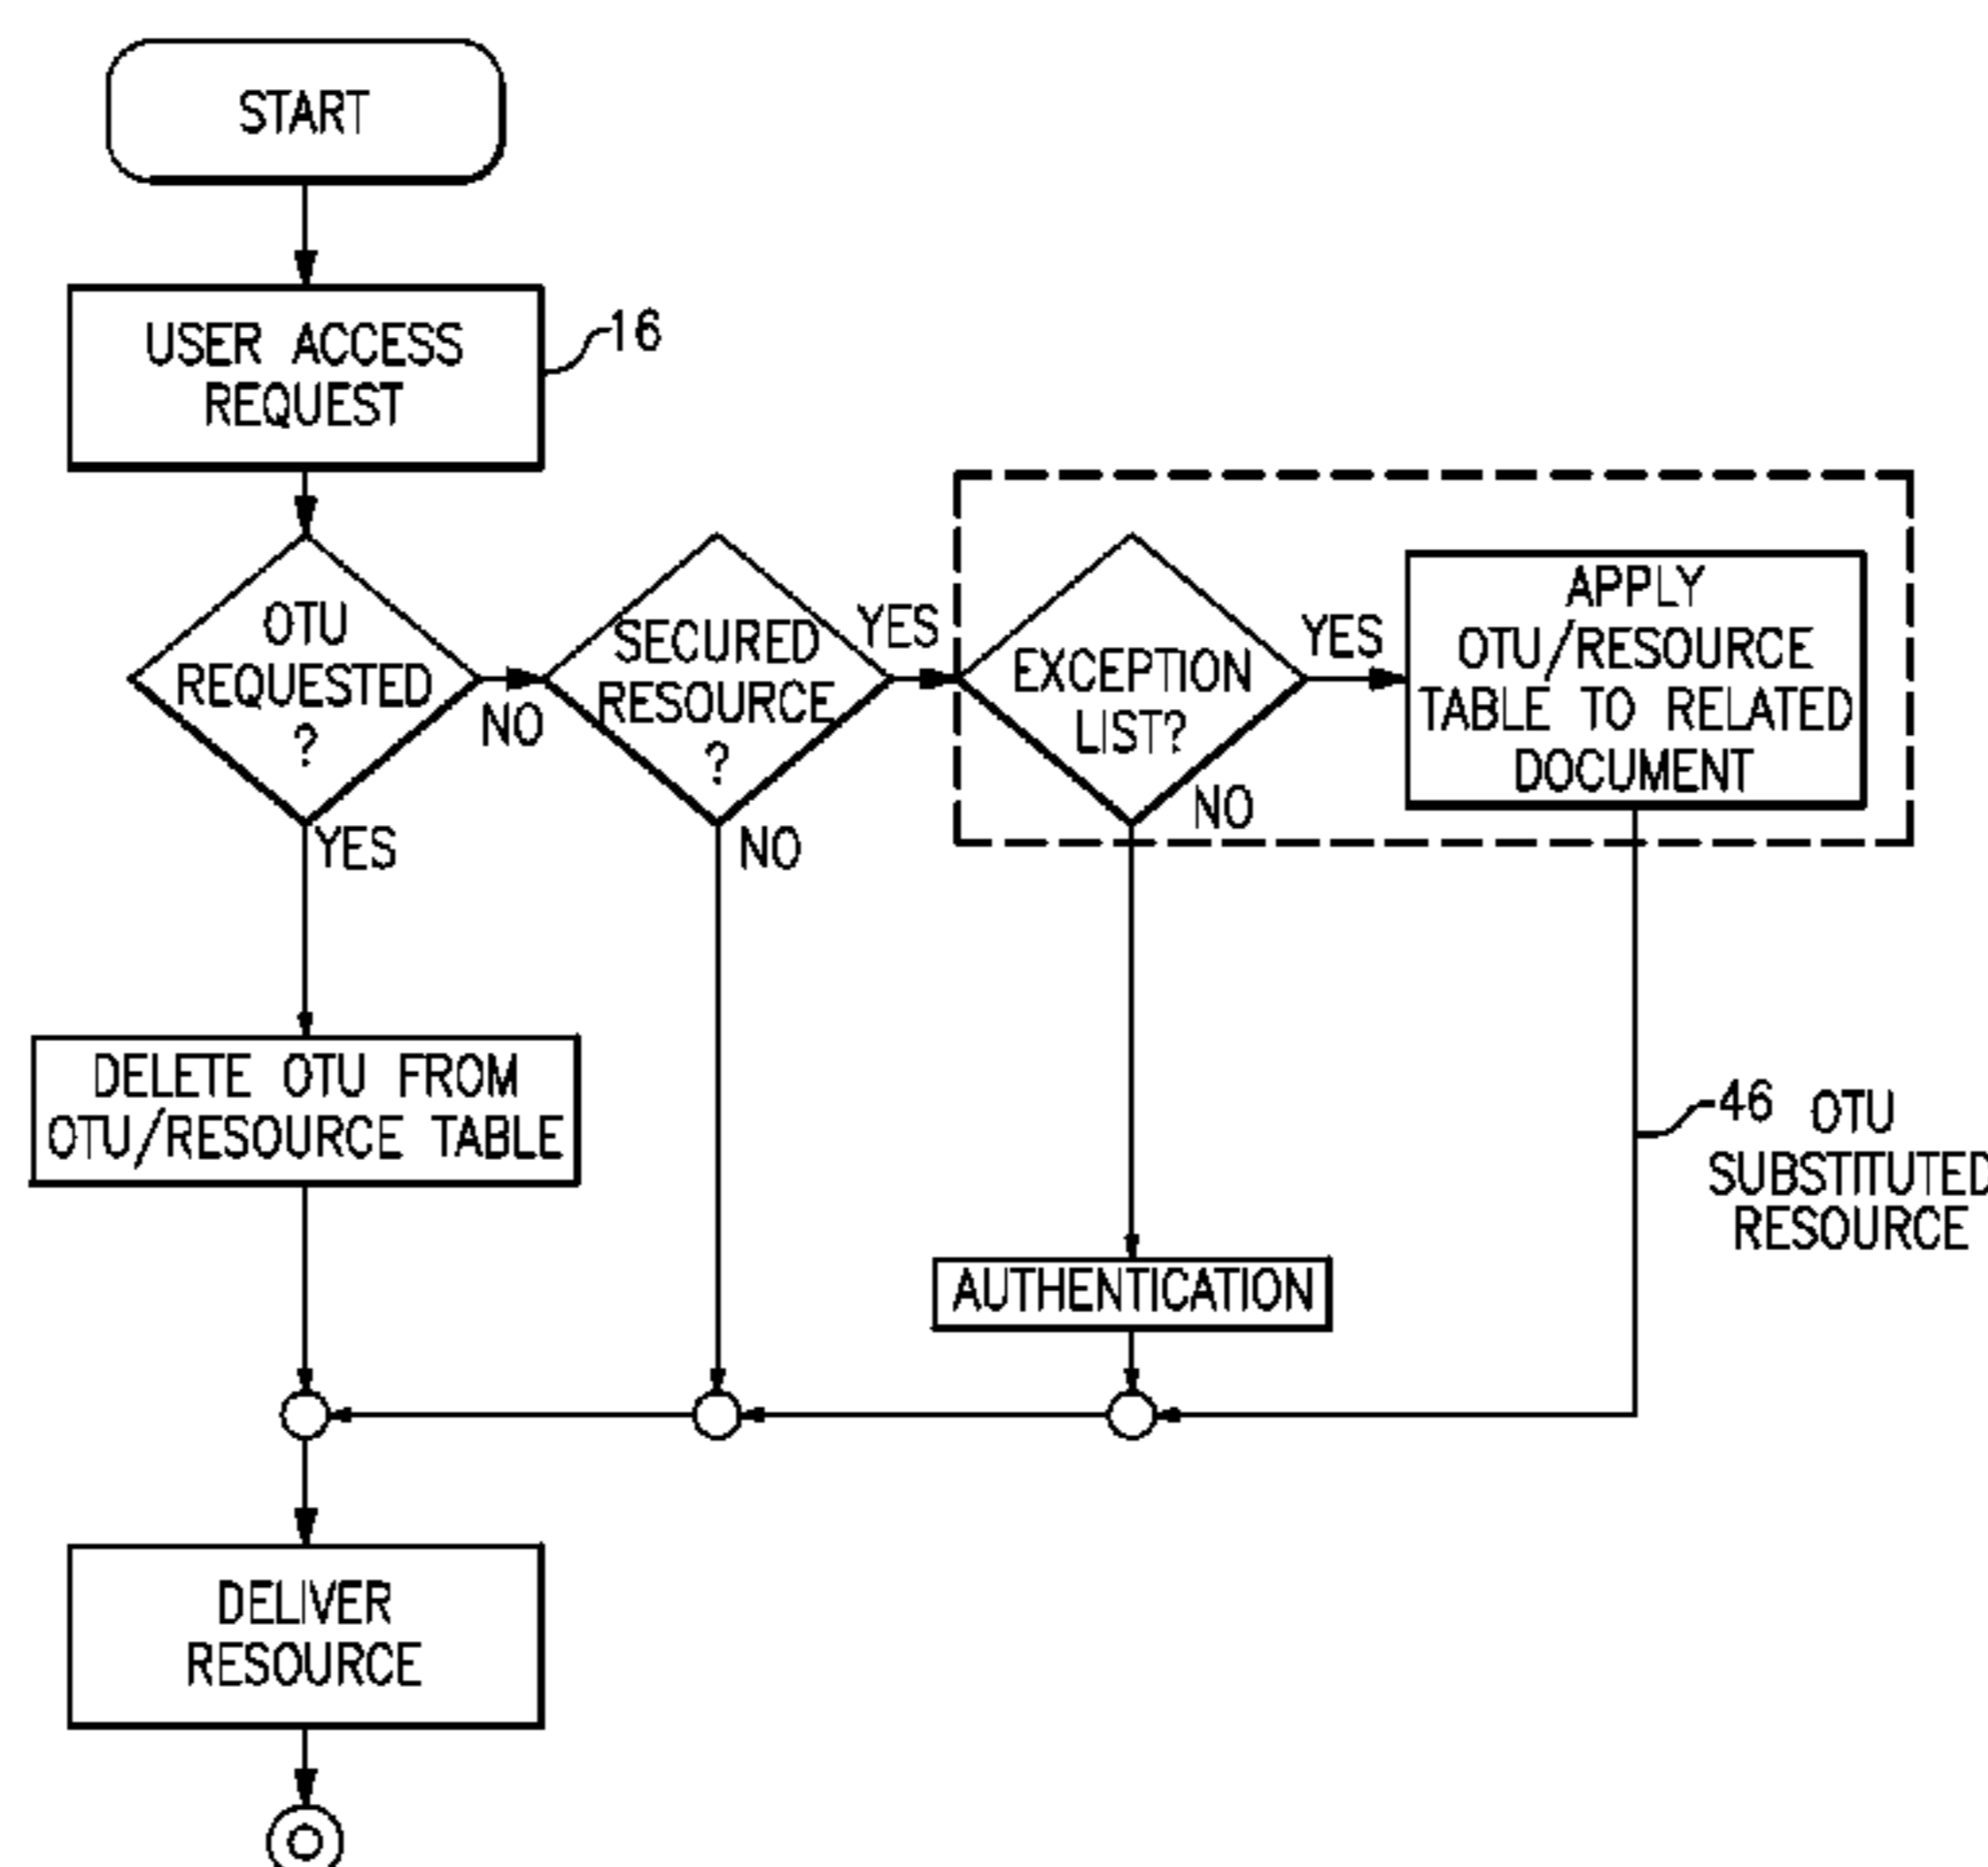 START
USER ACCESS
REQUEST
16
OTU
REQUESTED
?
YES
NO
SECURED
RESOURCE
?
YES
NO
EXCEPTION
LIST?
YES
NO
APPLY
OTU/RESOURCE
TABLE TO RELATED
DOCUMENT
DELETE OTU FROM
OTU/RESOURCE TABLE
46 OTU
SUBSTITUTED
RESOURCE
AUTHENTICATION
DELIVER
RESOURCE